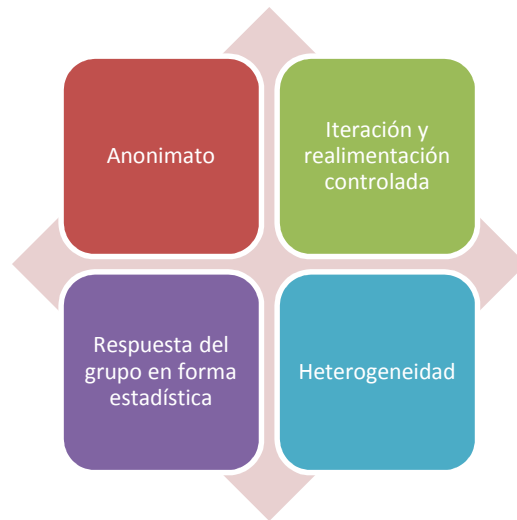 Anonimato
Iteración y
realimentación
controlada
Respuesta del
grupo en forma
estadística
Heterogeneidad